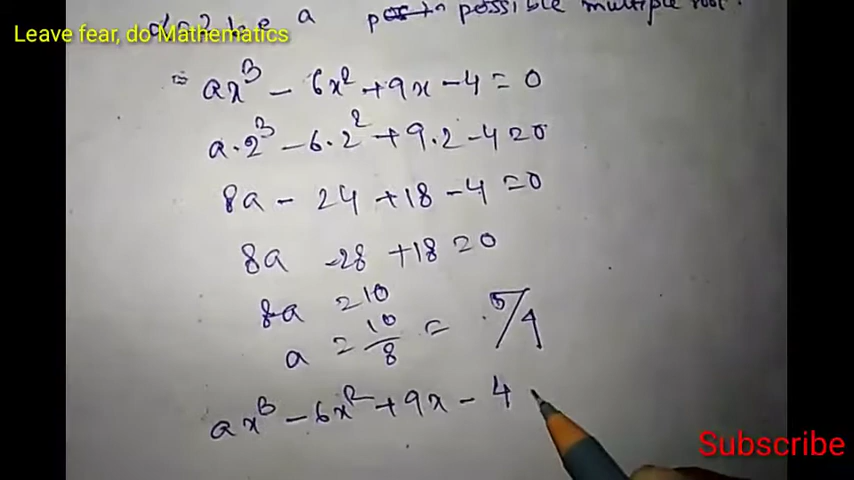 be a possible multiple root.
Leave fear, do Mathematics
ax³ - 6x² + 9x - 4 = 0
a.2³ - 6.2² + 9.2 - 4 = 0
8a - 24 + 18 - 4 = 0
8a -28 + 18 = 0
8a = 10
a = 10/8 = 5/4
ax³ - 6x² + 9x - 4
Subscribe